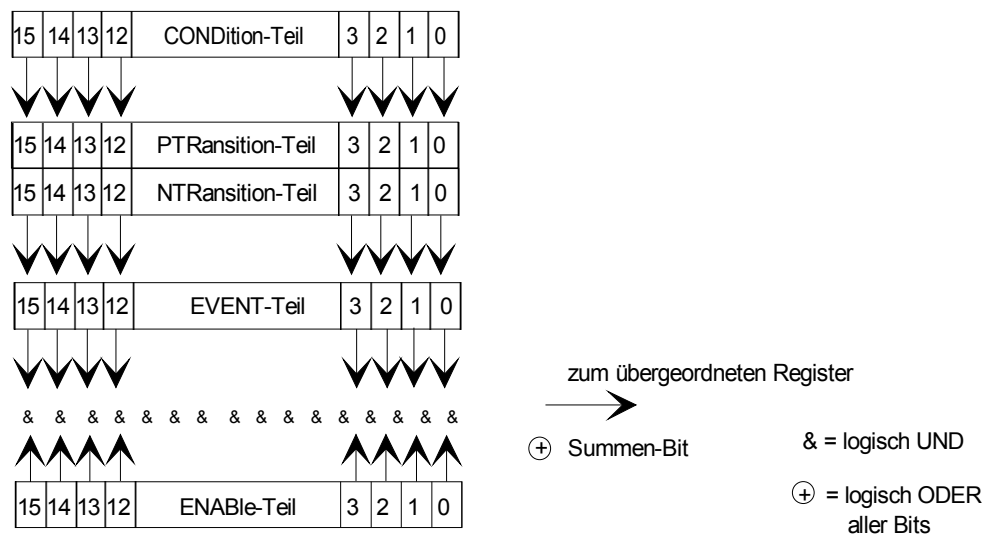 15 14 13 12 CONDition-Teil 3 2 1 0
15 14 13 12 PTRansition-Teil 3 2 1 0
15 14 13 12 NTRansition-Teil 3 2 1 0
15 14 13 12 EVENT-Teil 3 2 1 0
zum übergeordneten Register
& & & & & & & & & & & & & & & &
+ Summen-Bit
& = logisch UND
15 14 13 12 ENABle-Teil 3 2 1 0
+ = logisch ODER
aller Bits